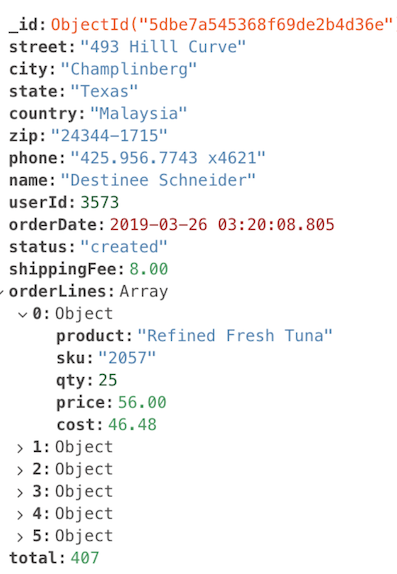 _id: ObjectId("5dbe7a545368f69de2b4d36e"
street: "493 Hilll Curve"
city: "Champlinberg"
state: "Texas"
country: "Malaysia"
zip: "24344-1715"
phone: "425.956.7743 x4621"
name: "Destinee Schneider"
userId: 3573
orderDate: 2019-03-26 03:20:08.805
status: "created"
shippingFee: 8.00
orderLines: Array
0: Object
product: "Refined Fresh Tuna"
sku: "2057"
qty: 25
price: 56.00
cost: 46.48
1: Object
2: Object
3: Object
4: Object
5: Object
total: 407